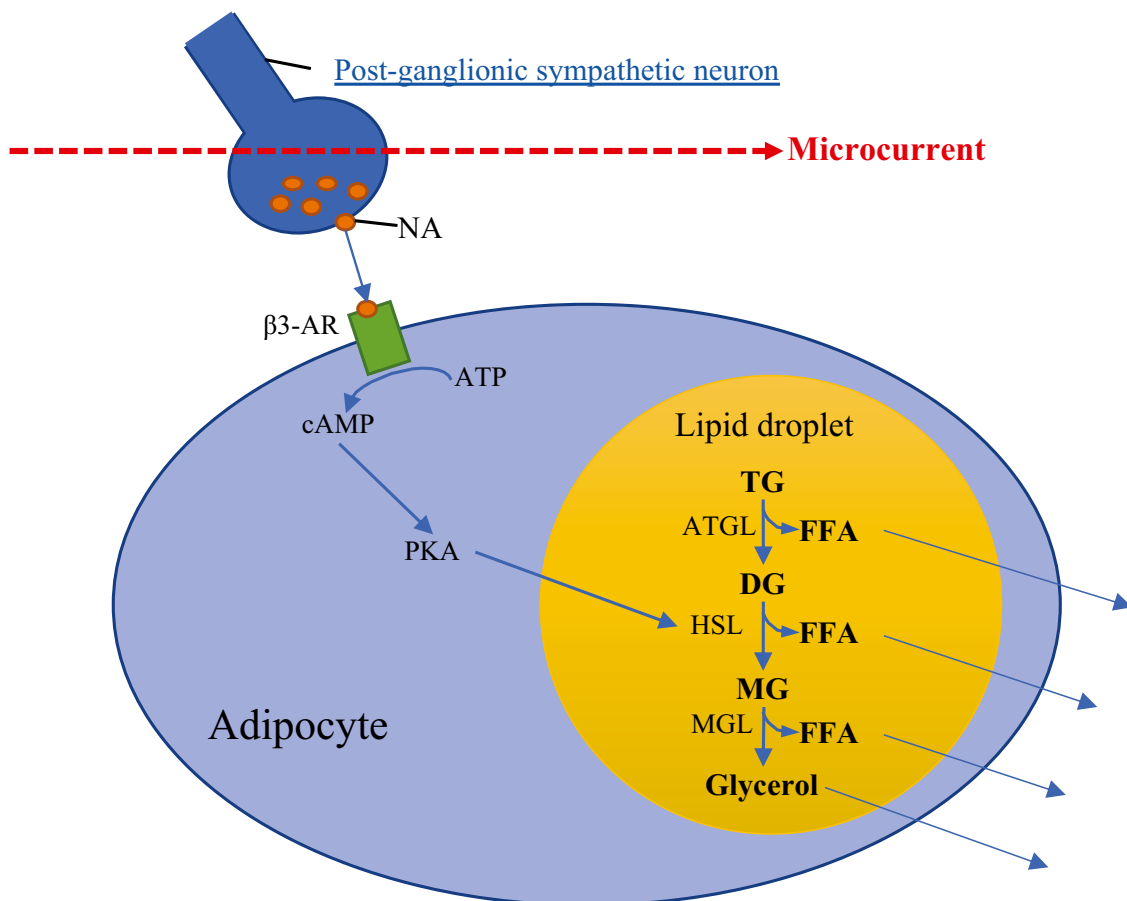 Post-ganglionic sympathetic neuron
Microcurrent
NA
β3-AR
ATP
cAMP
PKA
Lipid droplet
TG
ATGL
FFA
DG
HSL
FFA
MG
MGL
FFA
Glycerol
Adipocyte